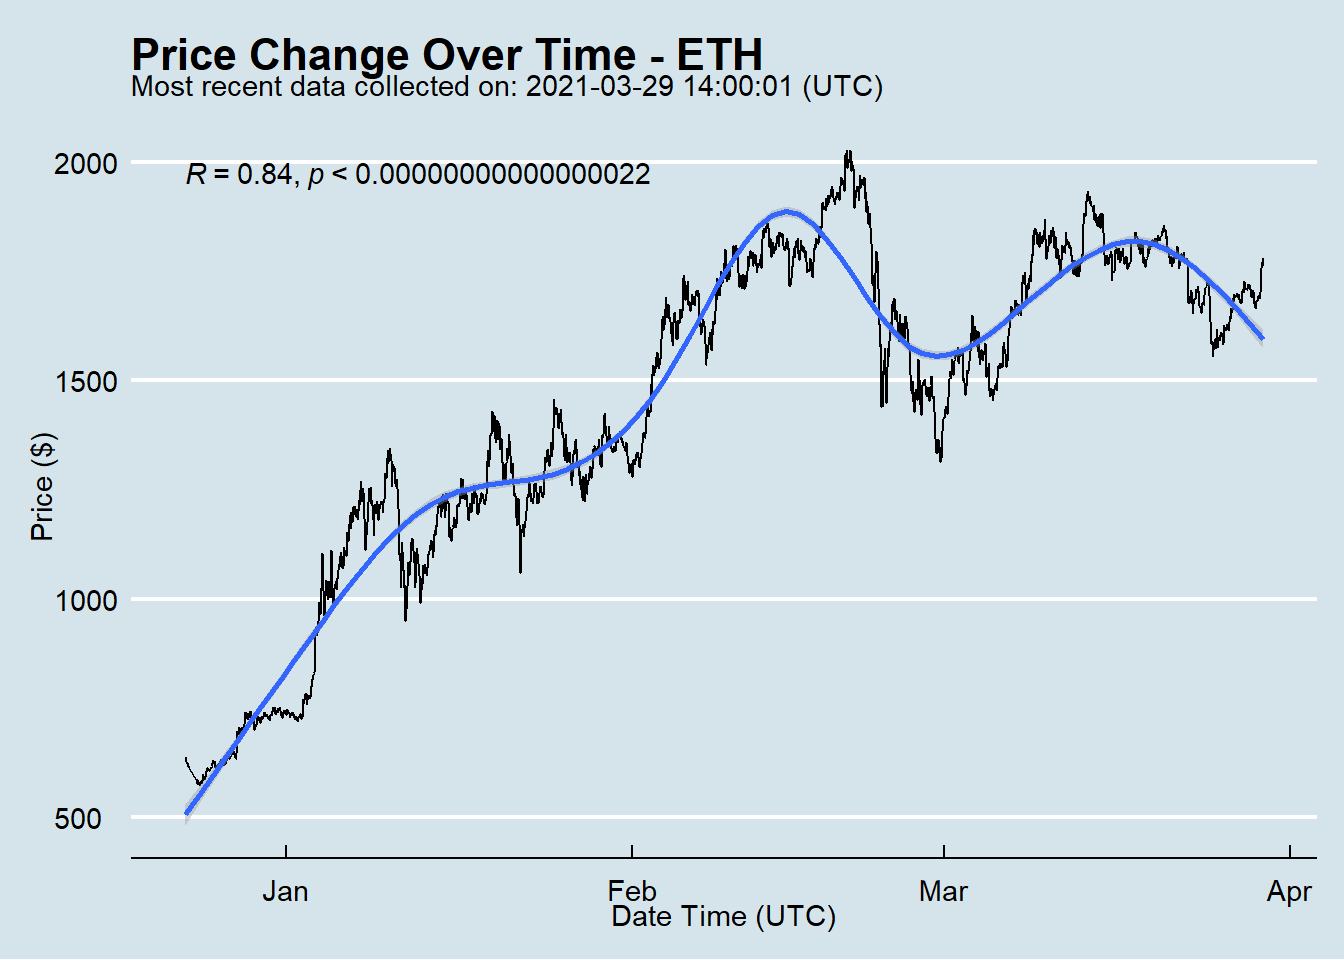 Price Change Over Time - ETH
Most recent data collected on: 2021-03-29 14:00:01 (UTC)
R = 0.84, p < 0.00000000000000022
2000
1500
1000
500
Price ($)
Jan Feb Mar Apr
Date Time (UTC)